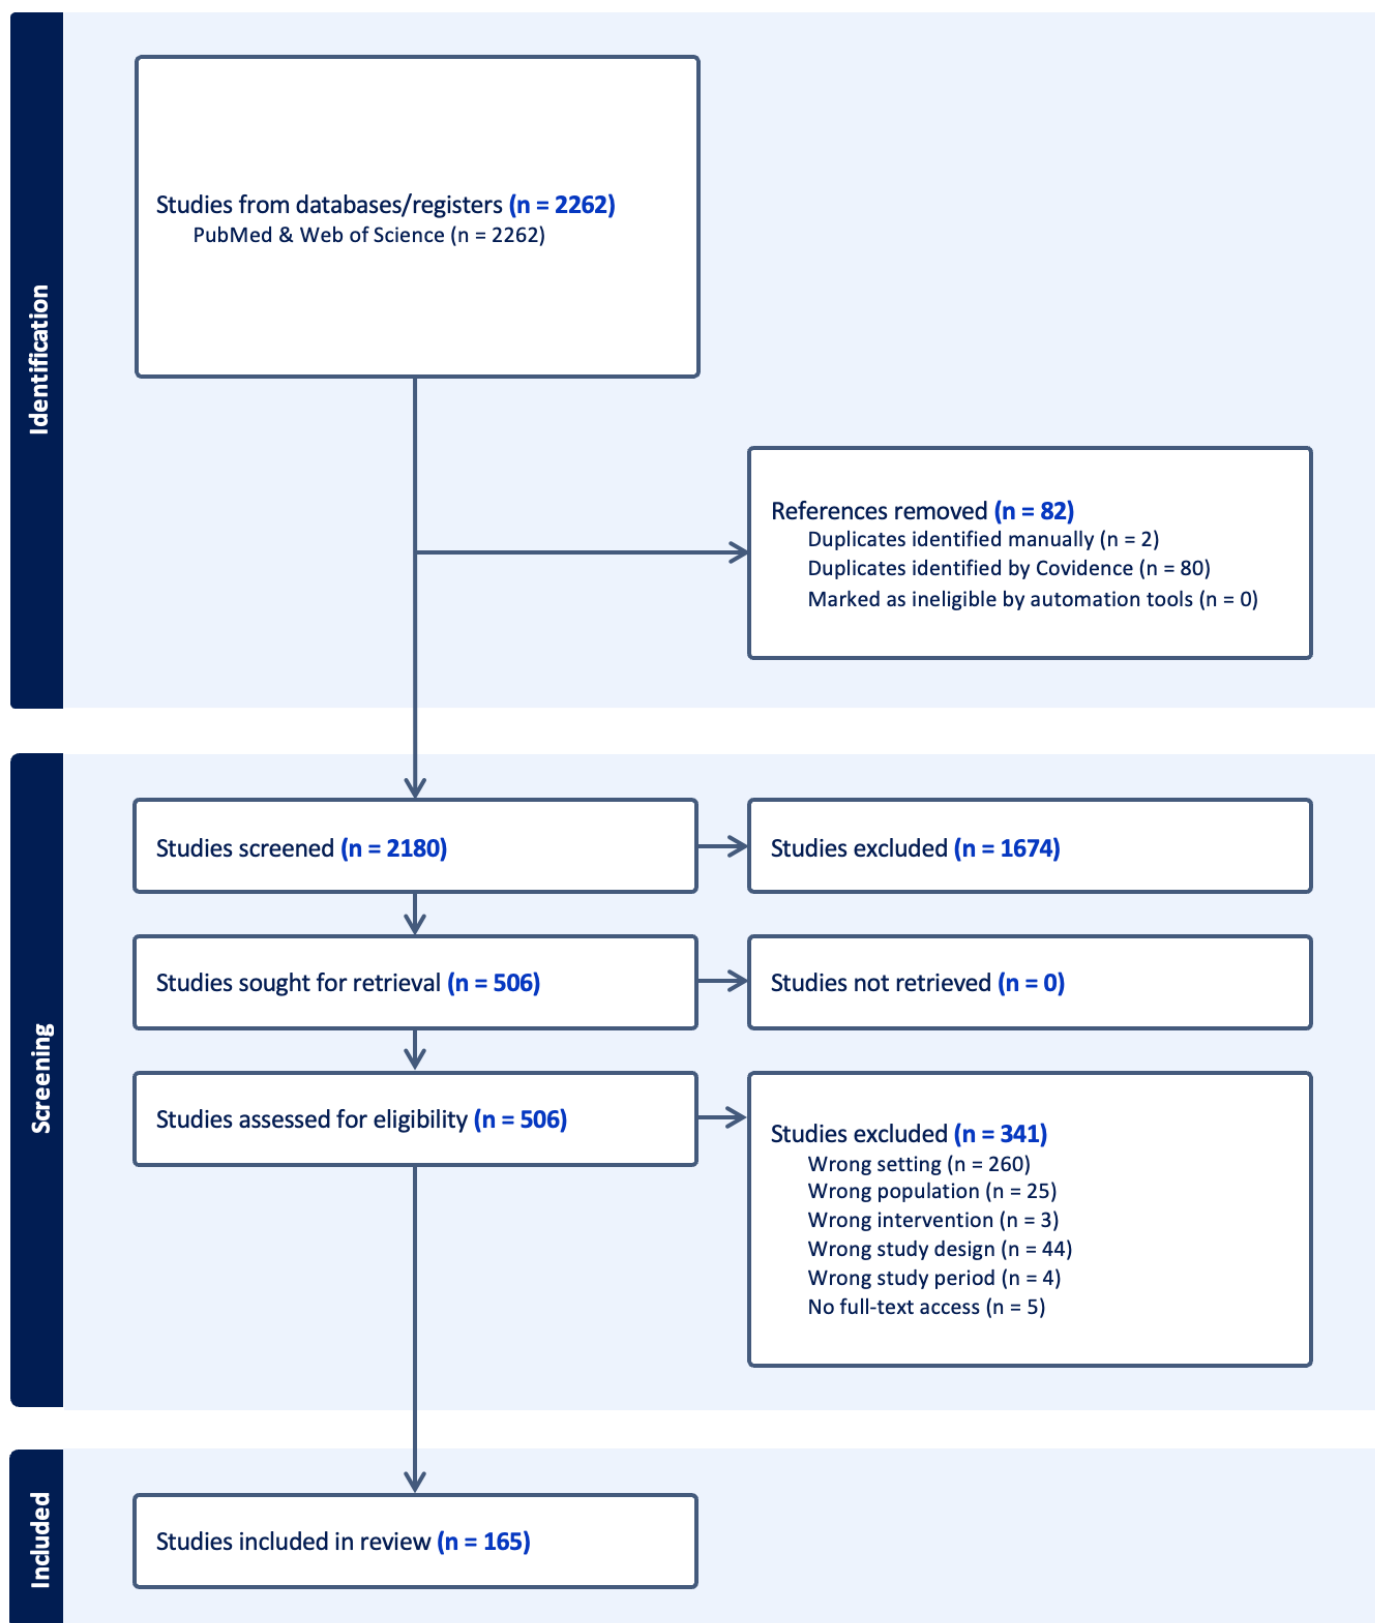 Identification
Studies from databases/registers (n = 2262)
PubMed & Web of Science (n = 2262)
References removed (n = 82)
Duplicates identified manually (n = 2)
Duplicates identified by Covidence (n = 80)
Marked as ineligible by automation tools (n = 0)
Screening
Studies screened (n = 2180)
Studies excluded (n = 1674)
Studies sought for retrieval (n = 506)
Studies not retrieved (n = 0)
Studies assessed for eligibility (n = 506)
Studies excluded (n = 341)
Wrong setting (n = 260)
Wrong population (n = 25)
Wrong intervention (n = 3)
Wrong study design (n = 44)
Wrong study period (n = 4)
No full-text access (n = 5)
Included
Studies included in review (n = 165)